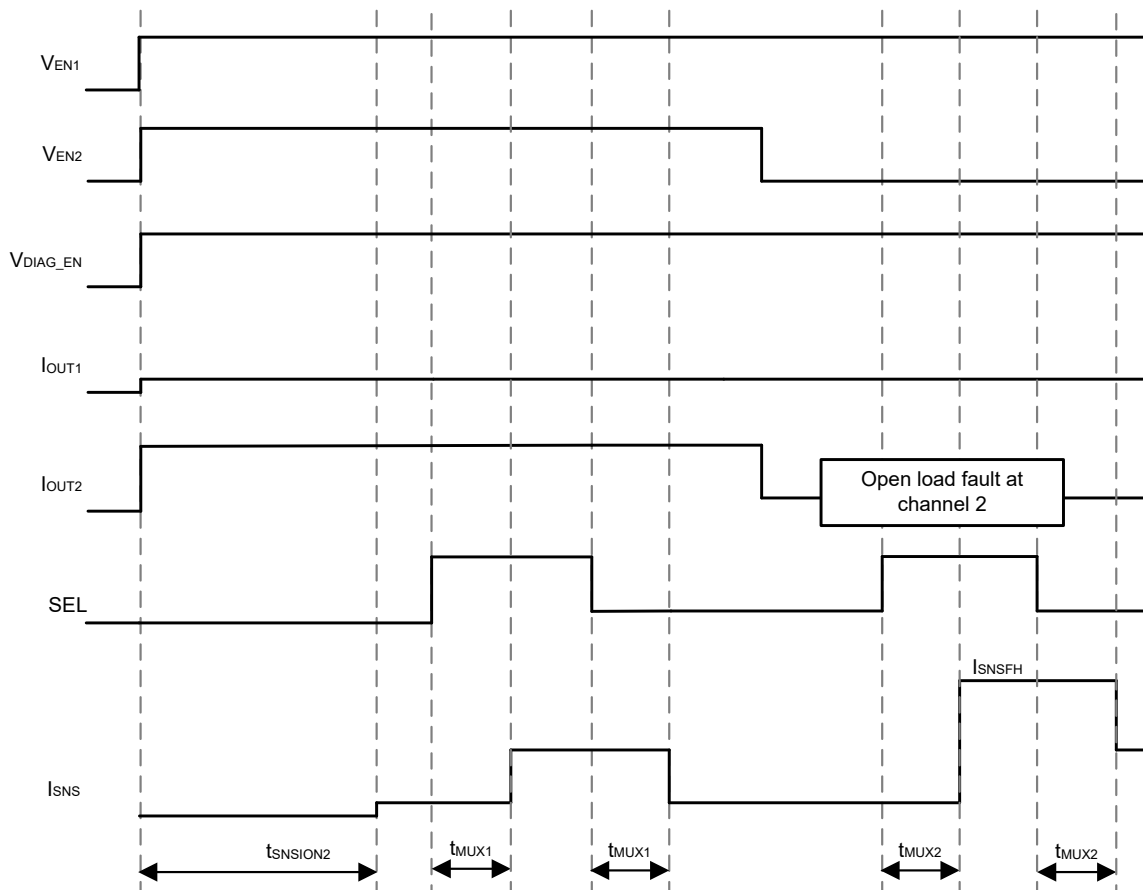 VEN1
VEN2
VDIAG_EN
IOUT1
IOUT2
Open load fault at
channel 2
SEL
ISNSFH
ISNS
tSNSION2
tMUX1
tMUX1
tMUX2
tMUX2